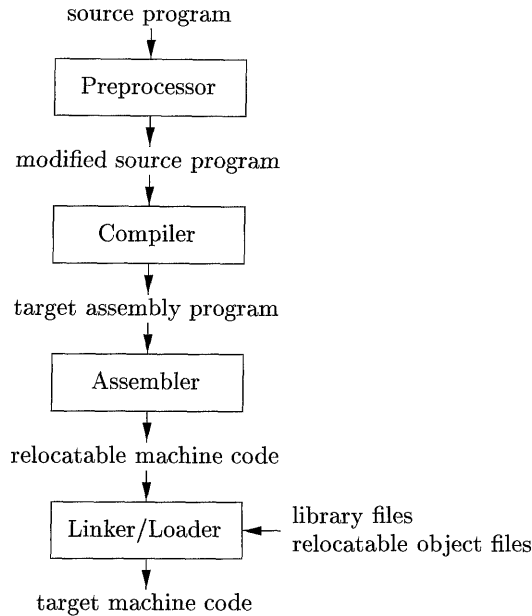 source program
Preprocessor
modified source program
Compiler
target assembly program
Assembler
relocatable machine code
Linker/Loader
library files
relocatable object files
target machine code